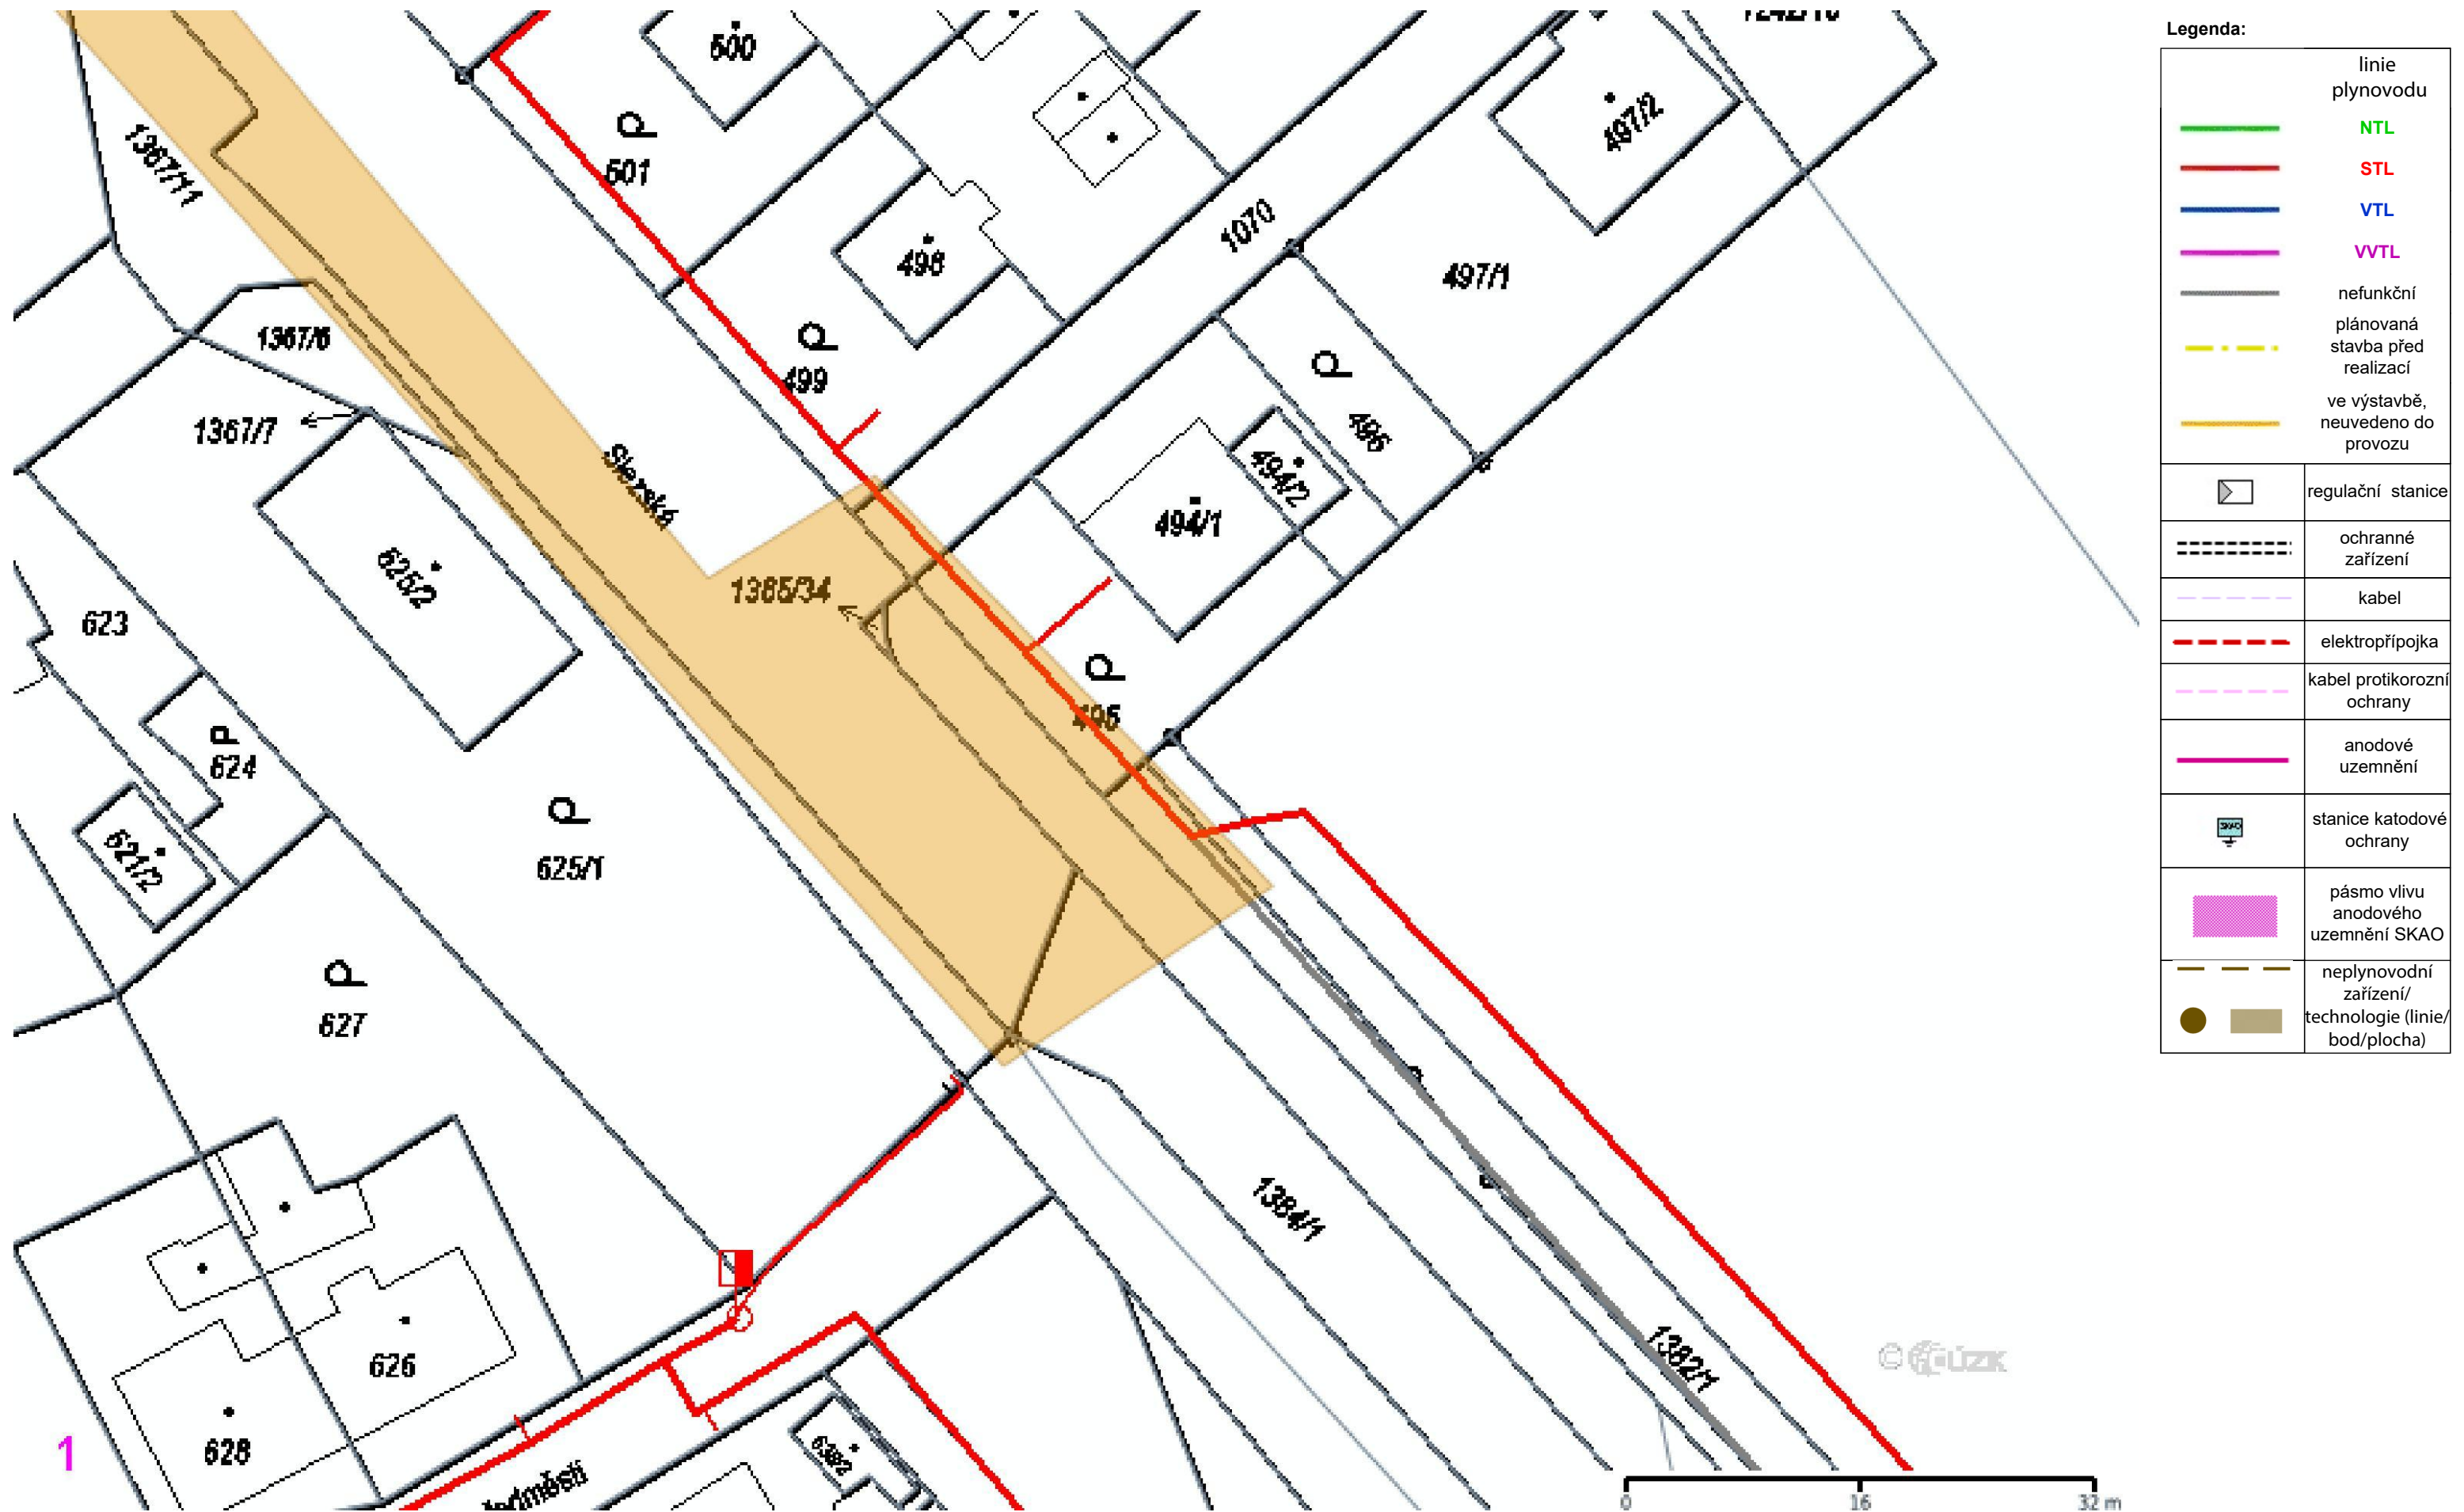 Legenda:
linie
plynovodu
NTL
STL
VTL
VVTL
nefunkční
plánovaná
stavba před
realizací
ve výstavbě,
neuvedeno do
provozu
regulační stanice
ochranné
zařízení
kabel
elektropřípojka
kabel protikorozní
ochrany
anodové
uzemnění
SKAO
stanice katodové
ochrany
pásmo vlivu
anodového
uzemnění SKAO
neplynovodní
zařízení/
technologie (linie/
bod/plocha)
500
501
498
499
1070
497/2
497/1
496
494/2
494/1
495
1367/11
1367/6
1367/7
Slezská
1365/34
625/2
623
P
624
621/2
625/1
627
626
628
1384/1
1382/1
© ČÚZK
1
0 16 32 m